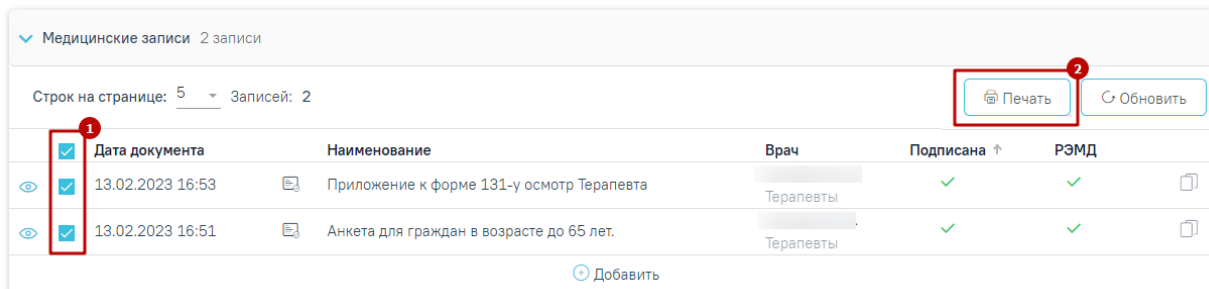 Медицинские записи 2 записи
2
Строк на странице: 5 Записей: 2 Печать Обновить
1
Дата документа Наименование Врач Подписана ↑ РЭМД
13.02.2023 16:53 Приложение к форме 131-у осмотр Терапевта
Терапевты
13.02.2023 16:51 Анкета для граждан в возрасте до 65 лет.
Терапевты
Добавить